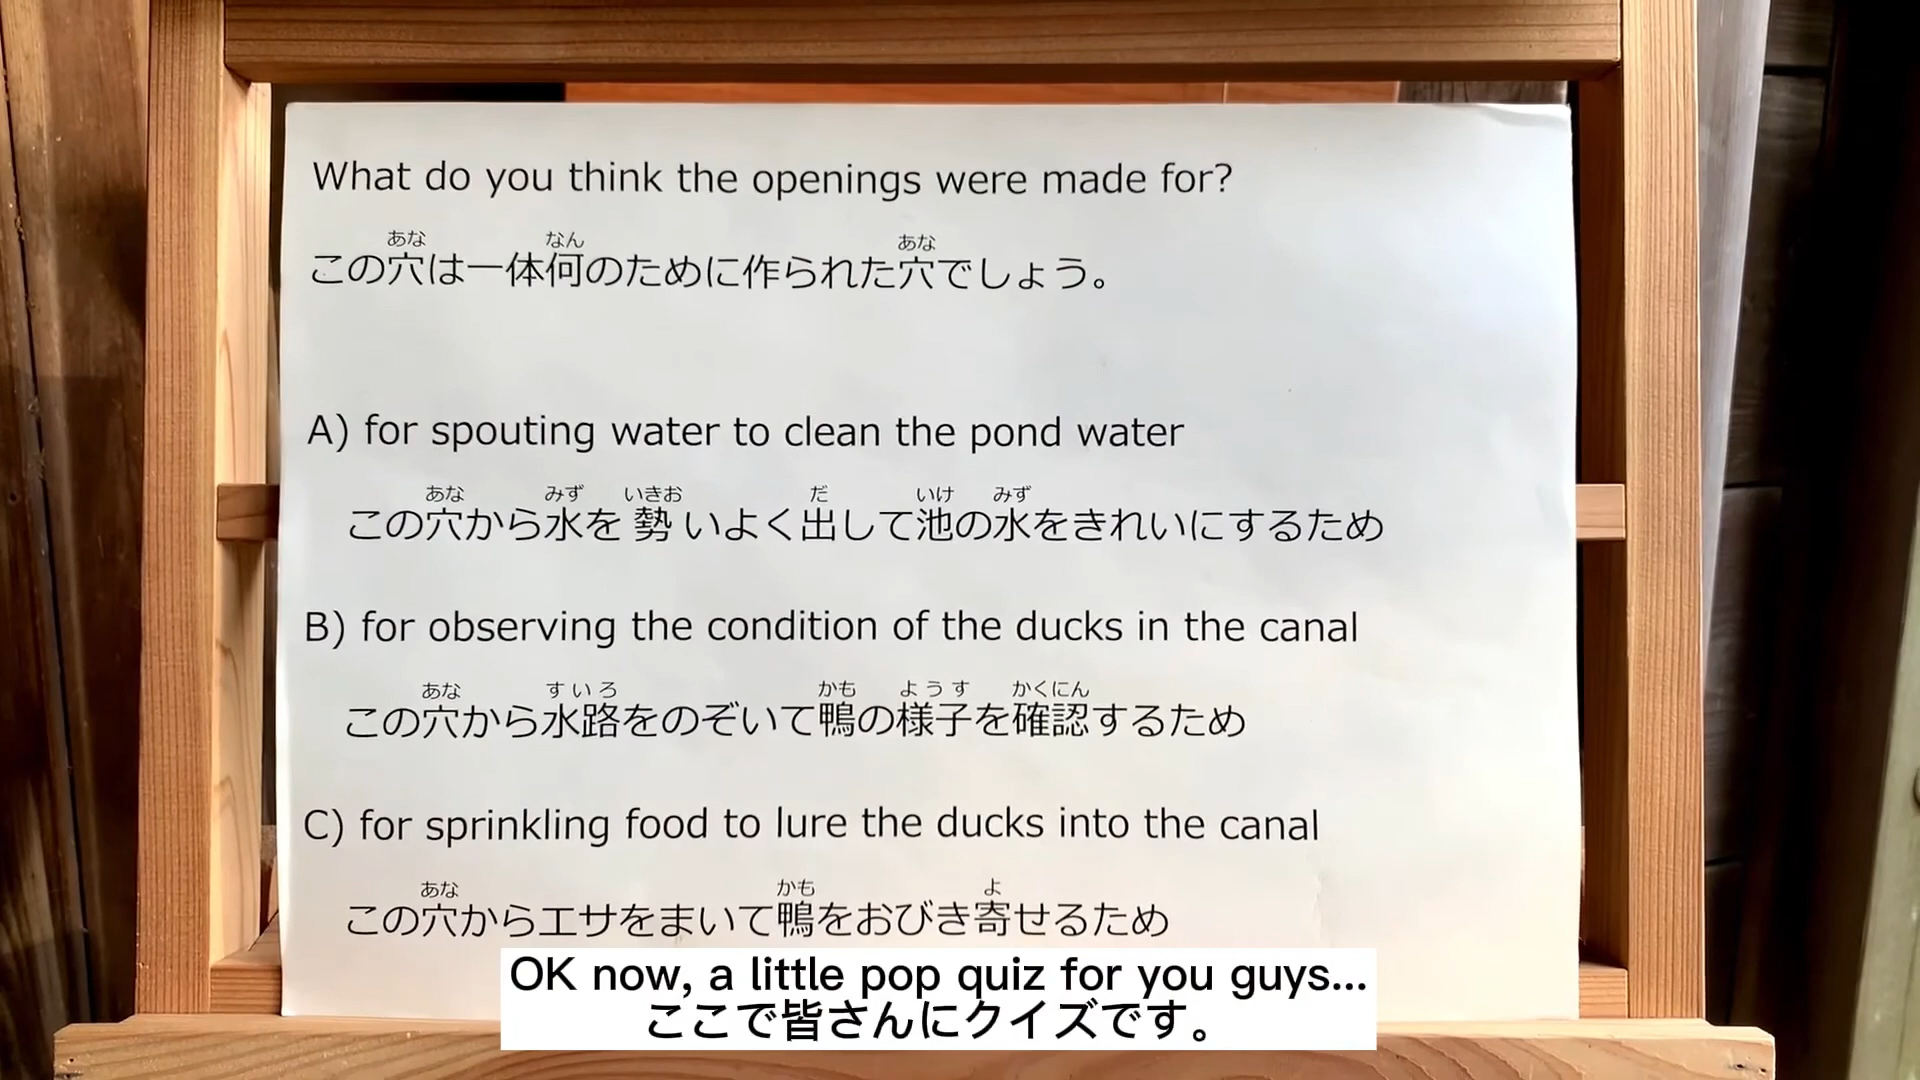 What do you think the openings were made for?
あな なん あな
この穴は一体何のために作られた穴でしょう。
A) for spouting water to clean the pond water
あな みず いきお だ いけ みず
この穴から水を勢いよく出して池の水をきれいにするため
B) for observing the condition of the ducks in the canal
あな すいろ かも ようす かくにん
この穴から水路をのぞいて鴨の様子を確認するため
C) for sprinkling food to lure the ducks into the canal
あな かも よ
この穴からエサをまいて鴨をおびき寄せるため
OK now, a little pop quiz for you guys...
ここで皆さんにクイズです。